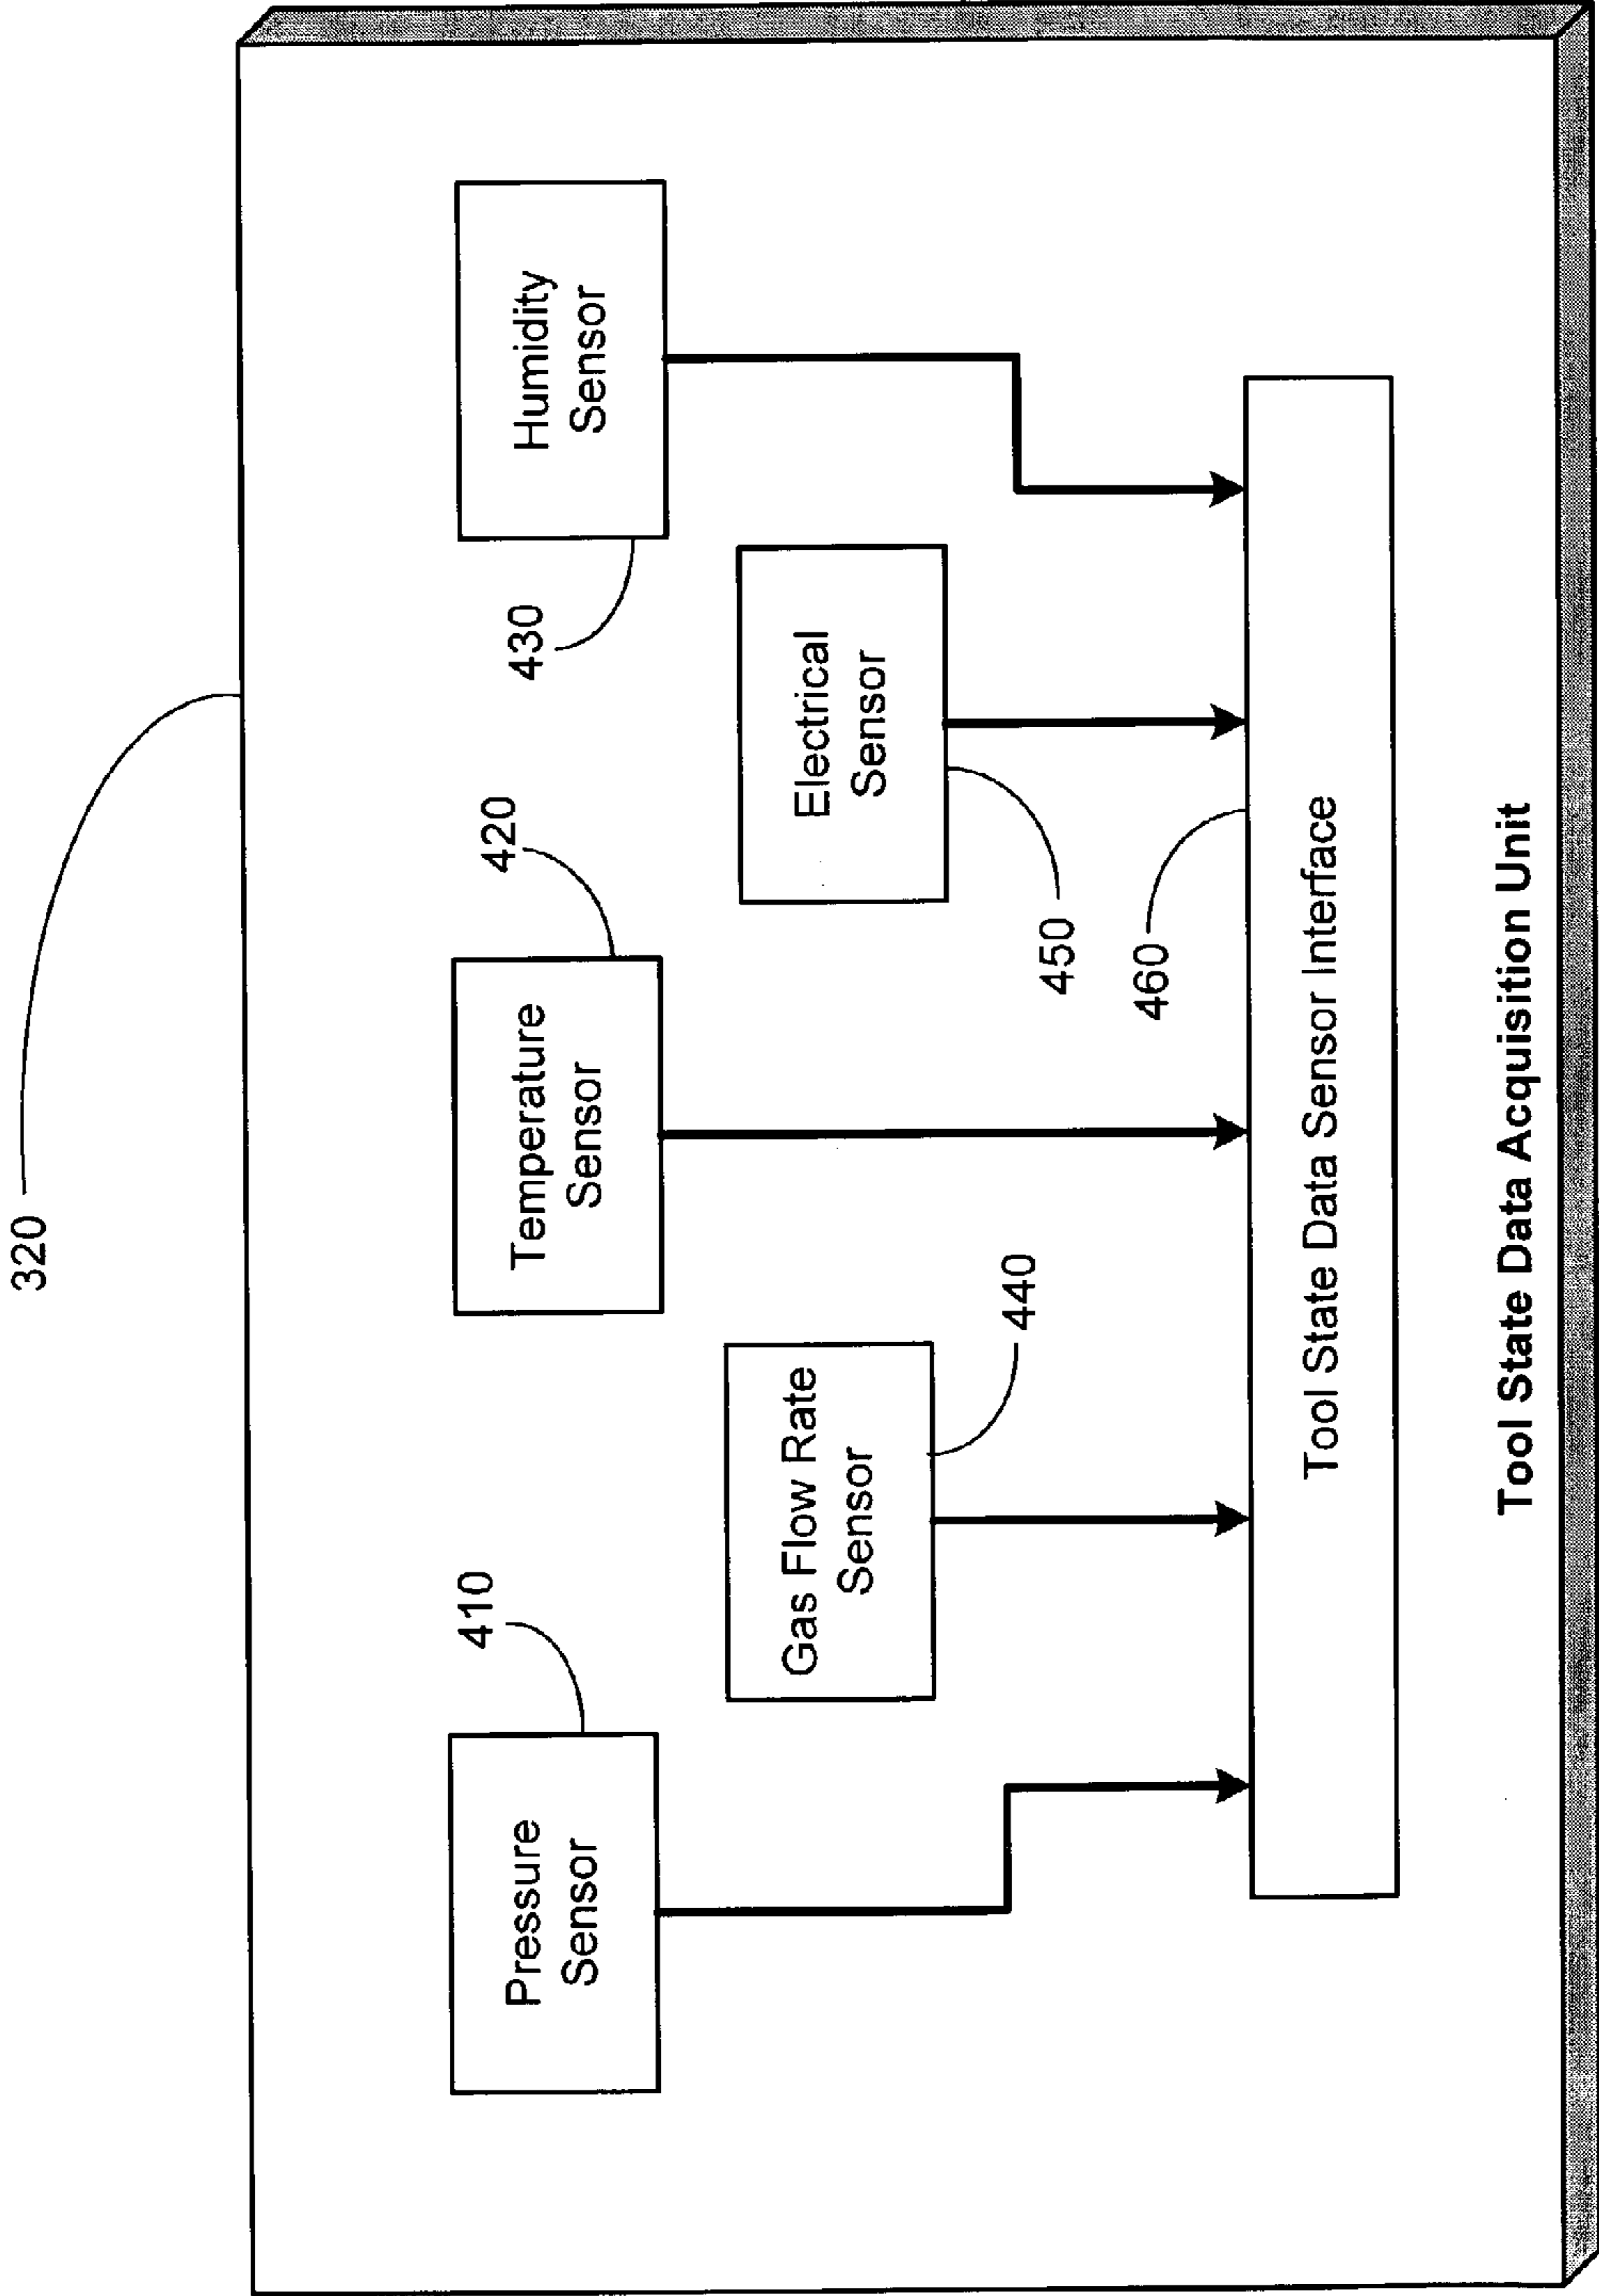 320
410
Pressure
Sensor
420
Temperature
Sensor
430
Humidity
Sensor
Gas Flow Rate
Sensor
440
Electrical
Sensor
450
460
Tool State Data Sensor Interface
Tool State Data Acquisition Unit